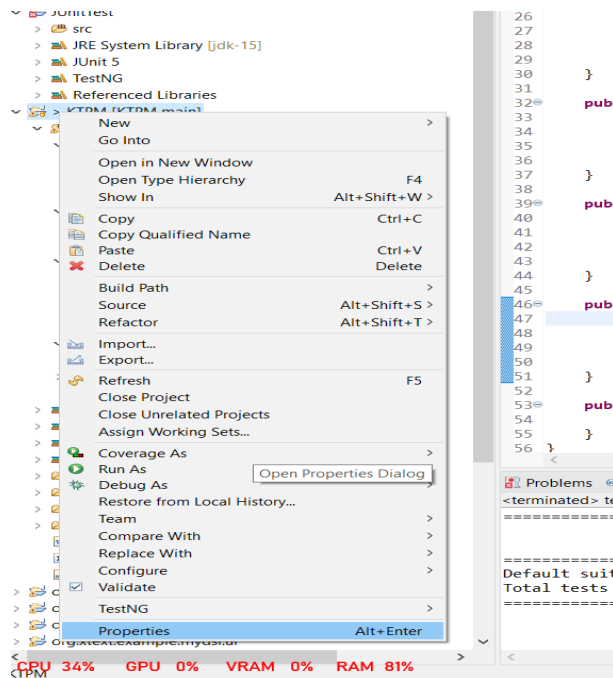 JUnitTest
src
JRE System Library [jdk-15]
JUnit 5
TestNG
Referenced Libraries
> KTPM [KTPM main]
New
Go Into
Open in New Window
Open Type Hierarchy F4
Show In Alt+Shift+W >
Copy Ctrl+C
Copy Qualified Name
Paste Ctrl+V
Delete Delete
Build Path >
Source Alt+Shift+S >
Refactor Alt+Shift+T >
Import...
Export...
Refresh F5
Close Project
Close Unrelated Projects
Assign Working Sets...
Coverage As >
Run As
Open Properties Dialog
Debug As >
Restore from Local History...
Team >
Compare With >
Replace With >
Configure >
Validate
TestNG >
Properties Alt+Enter
org.xtext.example.mydsl.ui
CPU 34% GPU 0% VRAM 0% RAM 81%
KTPM
26
27
28
29
30 }
31
32 pub
33
34
35
36
37 }
38
39 pub
40
41
42
43
44 }
45
46 pub
47
48
49
50
51 }
52
53 pub
54
55 }
56 }
Problems
<terminated> te
===============
===============
Default suit
Total tests
===============